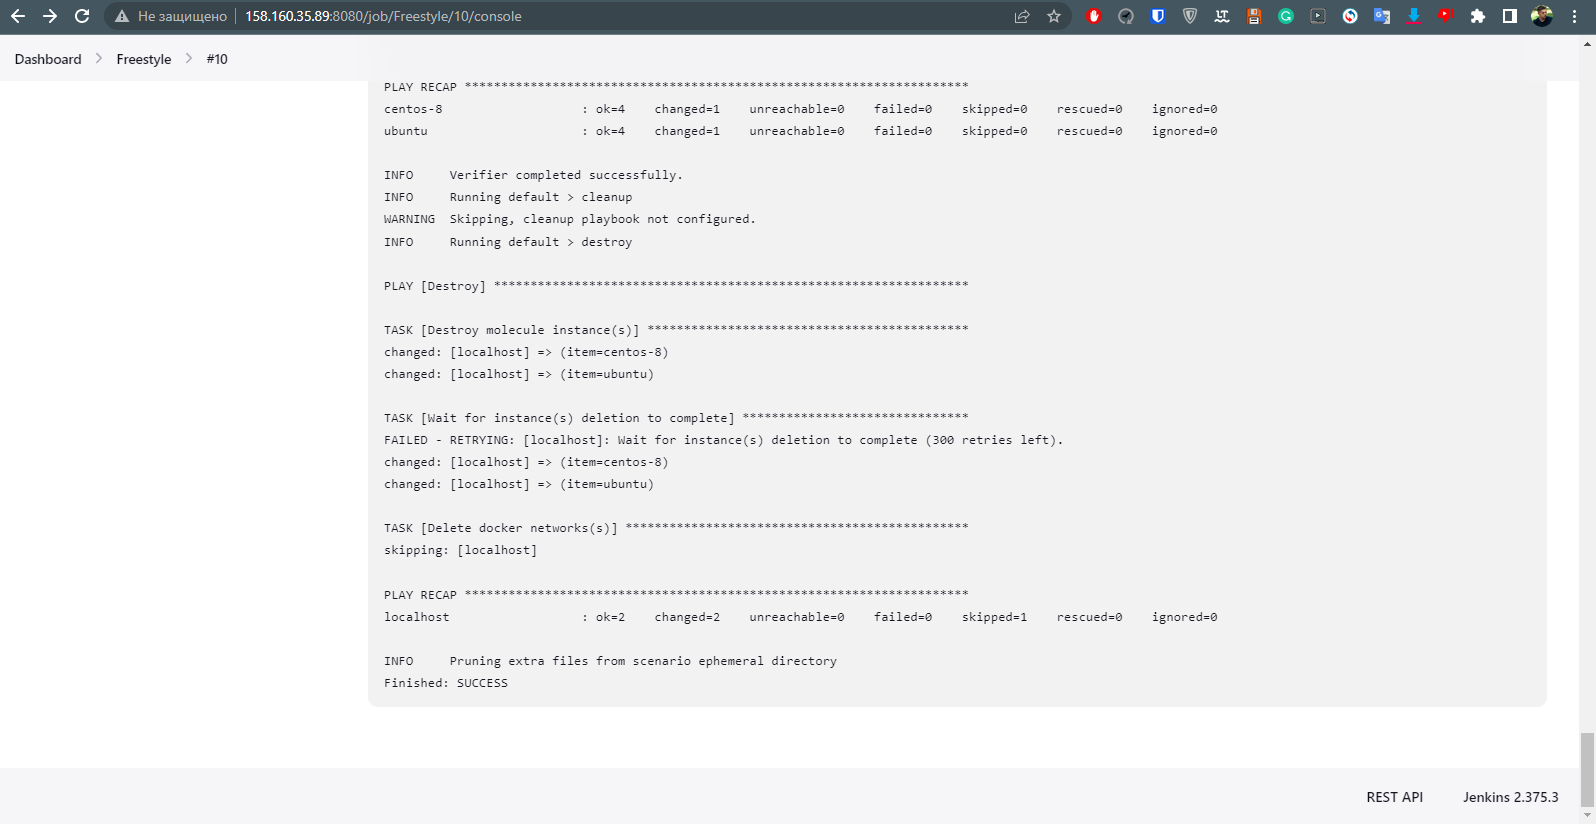 Не защищено 158.160.35.89:8080/job/Freestyle/10/console
Dashboard Freestyle #10
PLAY RECAP *********************************************************************
centos-8 : ok=4 changed=1 unreachable=0 failed=0 skipped=0 rescued=0 ignored=0
ubuntu : ok=4 changed=1 unreachable=0 failed=0 skipped=0 rescued=0 ignored=0
INFO Verifier completed successfully.
INFO Running default > cleanup
WARNING Skipping, cleanup playbook not configured.
INFO Running default > destroy
PLAY [Destroy] *****************************************************************
TASK [Destroy molecule instance(s)] ********************************************
changed: [localhost] => (item=centos-8)
changed: [localhost] => (item=ubuntu)
TASK [Wait for instance(s) deletion to complete] *******************************
FAILED - RETRYING: [localhost]: Wait for instance(s) deletion to complete (300 retries left).
changed: [localhost] => (item=centos-8)
changed: [localhost] => (item=ubuntu)
TASK [Delete docker networks(s)] ***********************************************
skipping: [localhost]
PLAY RECAP *********************************************************************
localhost : ok=2 changed=2 unreachable=0 failed=0 skipped=1 rescued=0 ignored=0
INFO Pruning extra files from scenario ephemeral directory
Finished: SUCCESS
REST API Jenkins 2.375.3